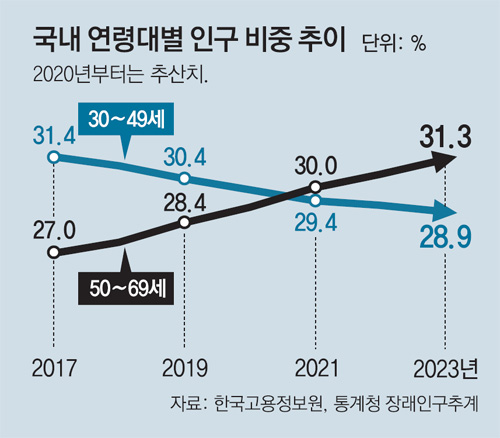 국내 연령대별 인구 비중 추이 단위: %
2020년부터는 추산치.
31.4
30~49세
30.4
30.0
31.3
27.0
28.4
29.4
28.9
50~69세
2017
2019
2021
2023년
자료: 한국고용정보원, 통계청 장래인구추계